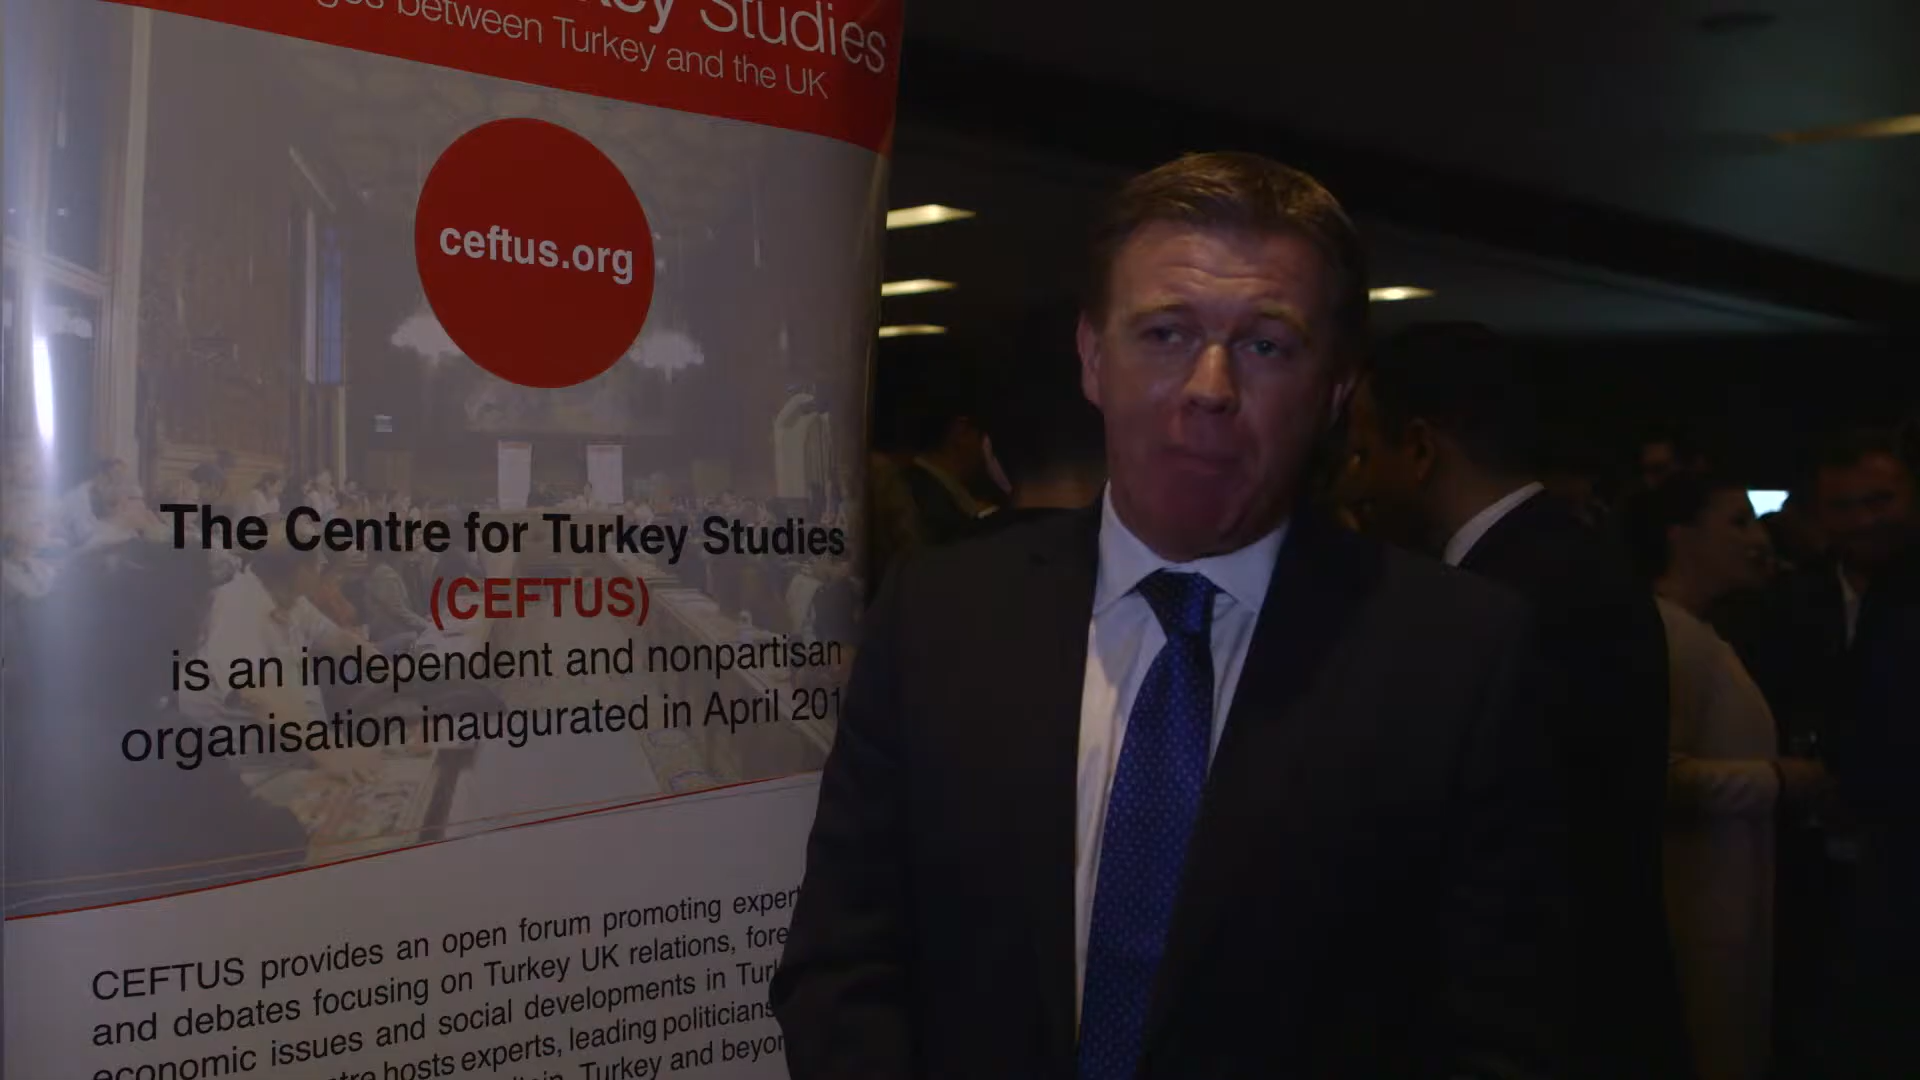 Studies
between Turkey and the UK
ceftus.org
The Centre for Turkey Studies
(CEFTUS)
is an independent and nonpartisan
organisation inaugurated in April 201
CEFTUS provides an open forum promoting
and debates focusing on Turkey UK relations,
economic issues and social developments in
hosts experts, leading politicians
Turkey and